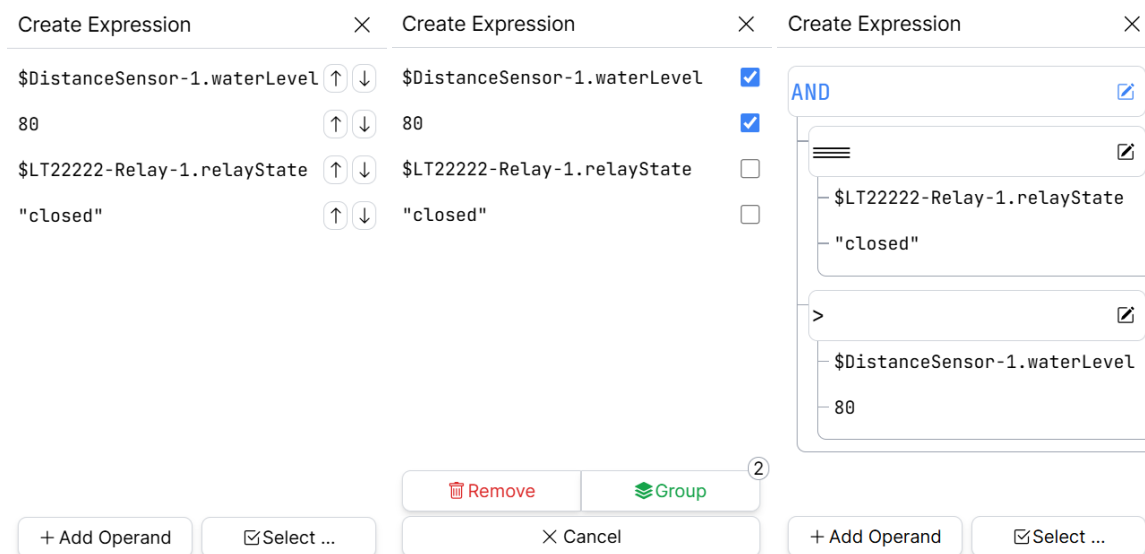 Create Expression
$DistanceSensor-1.waterLevel
80
$LT22222-Relay-1.relayState
"closed"
+ Add Operand
Select ...
Create Expression
$DistanceSensor-1.waterLevel
80
$LT22222-Relay-1.relayState
"closed"
2
Remove
Group
Cancel
Create Expression
AND
===
$LT22222-Relay-1.relayState
"closed"
>
$DistanceSensor-1.waterLevel
80
+ Add Operand
Select ...